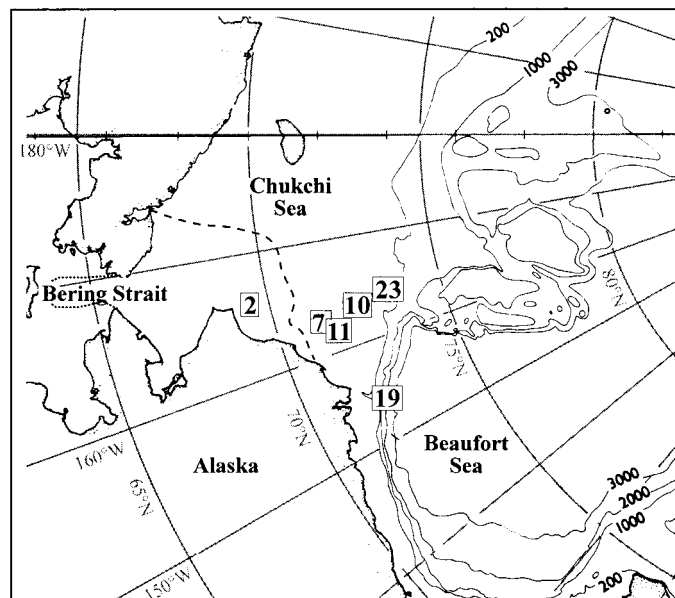 200
1000
3000
180°W
Chukchi
Sea
Bering Strait
2
7
11
10
23
80°N
75°N
19
70°N
160°W
Alaska
65°N
Beaufort
Sea
3000
2000
1000
150°W
200